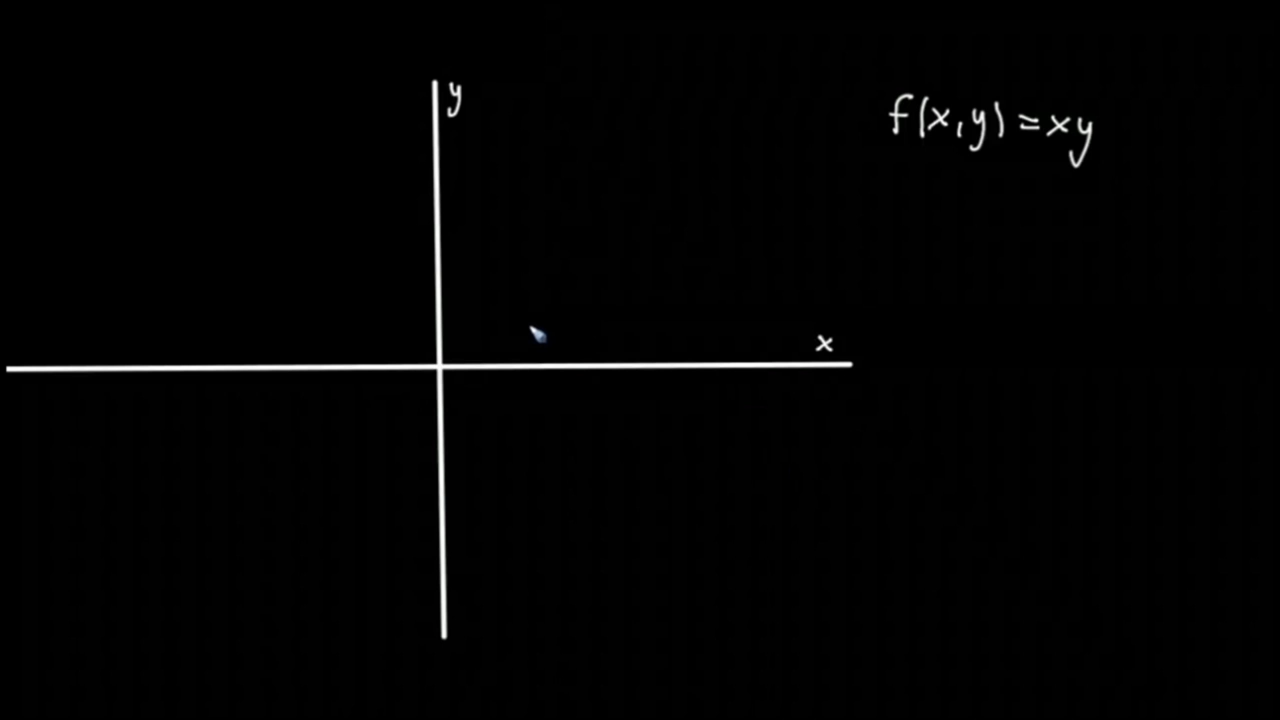 y
f(x,y) = xy
x